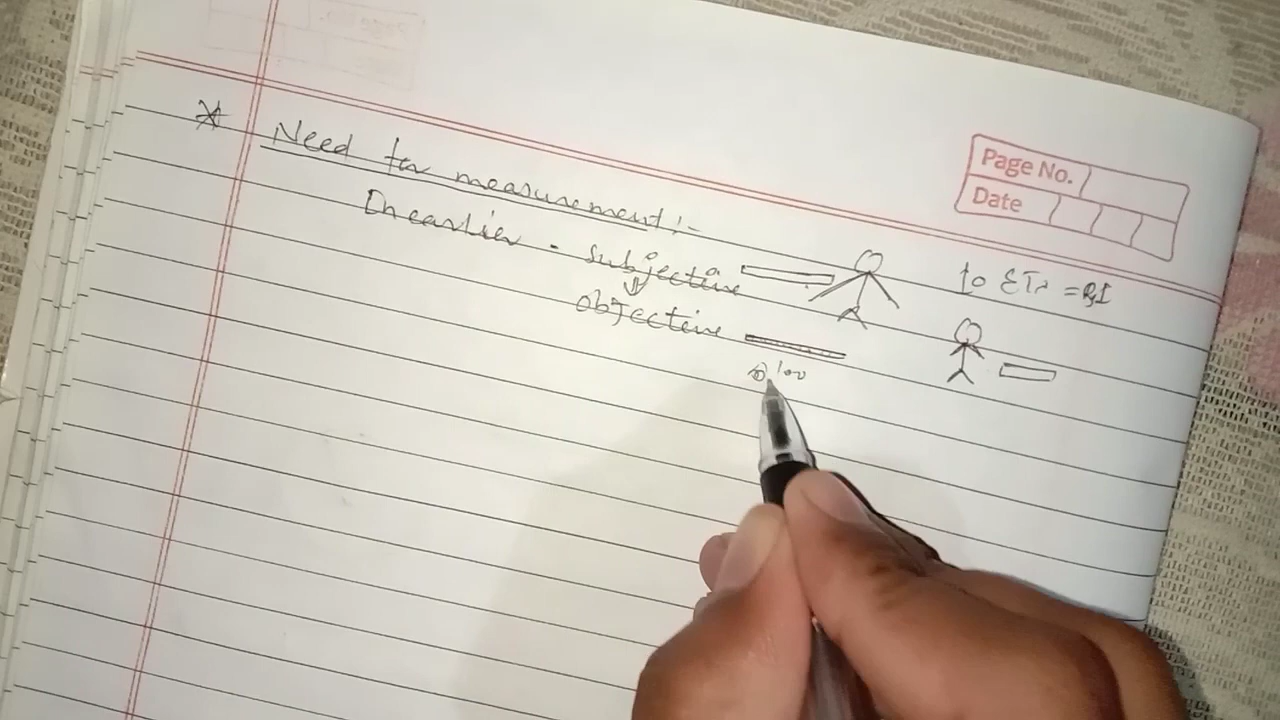 Need for measurement :-
In earlier - Subjective
objective
100
Page No.
Date